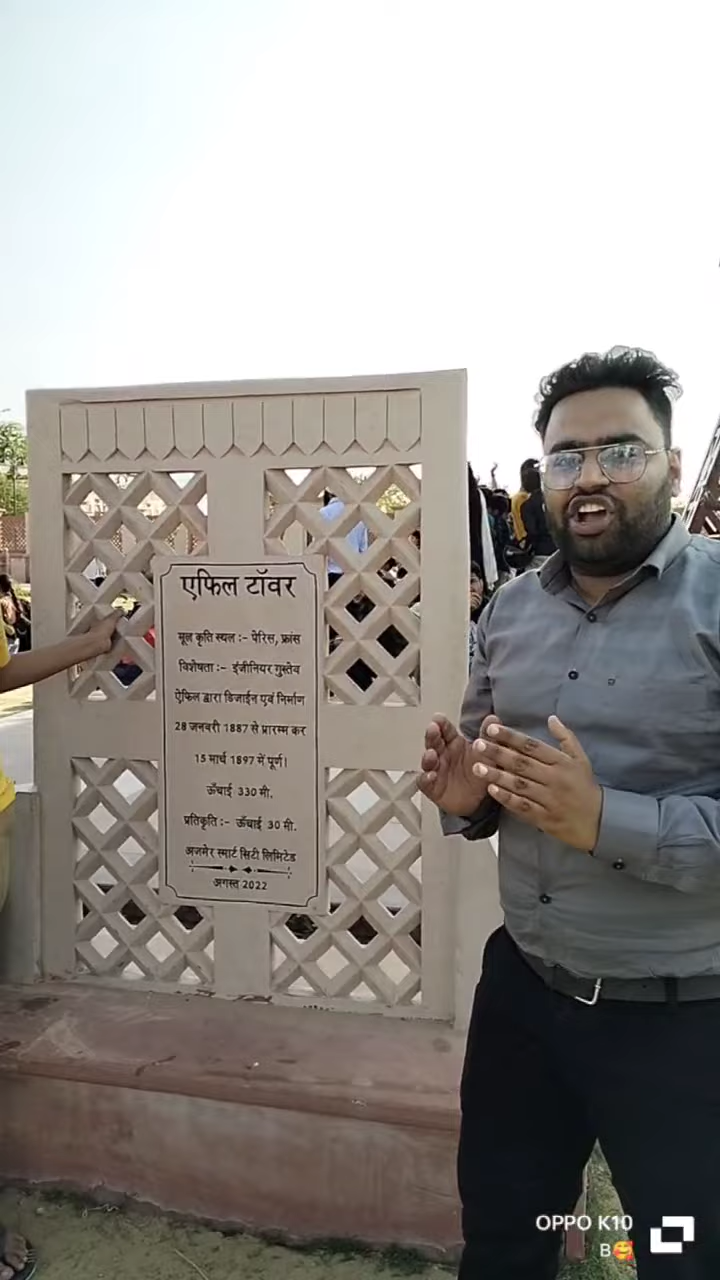 एफिल टॉवर
मूल कृति स्थल :- पेरिस, फ्रांस
विशेषता :- इंजीनियर गुस्तेव
ऐफिल द्वारा डिजाईन एवं निर्माण
28 जनवरी 1887 से प्रारम्भ कर
15 मार्च 1897 में पूर्ण।
ऊँचाई 330 मी.
प्रतिकृति :- ऊँचाई 30 मी.
अजमेर स्मार्ट सिटी लिमिटेड
अगस्त 2022
OPPO K10
B🥰